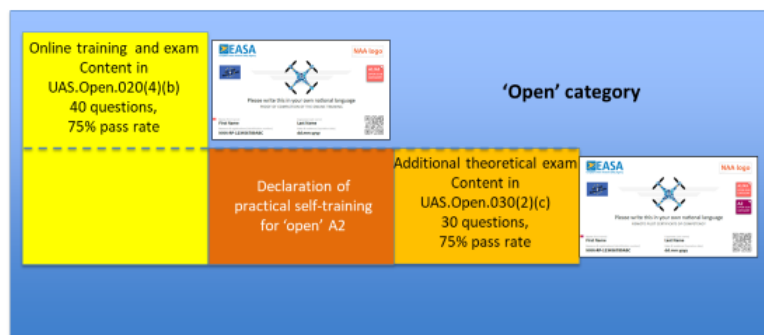 Online training and exam
Content in
UAS.Open.020(4)(b)
40 questions,
75% pass rate
EASA
NAA logo
Please write this in your own national language
First Name
Last Name
'Open' category
Declaration of
practical self-training
for 'open' A2
Additional theoretical exam
Content in
UAS.Open.030(2)(c)
30 questions,
75% pass rate
EASA
NAA logo
Please write this in your own national language
First Name
Last Name